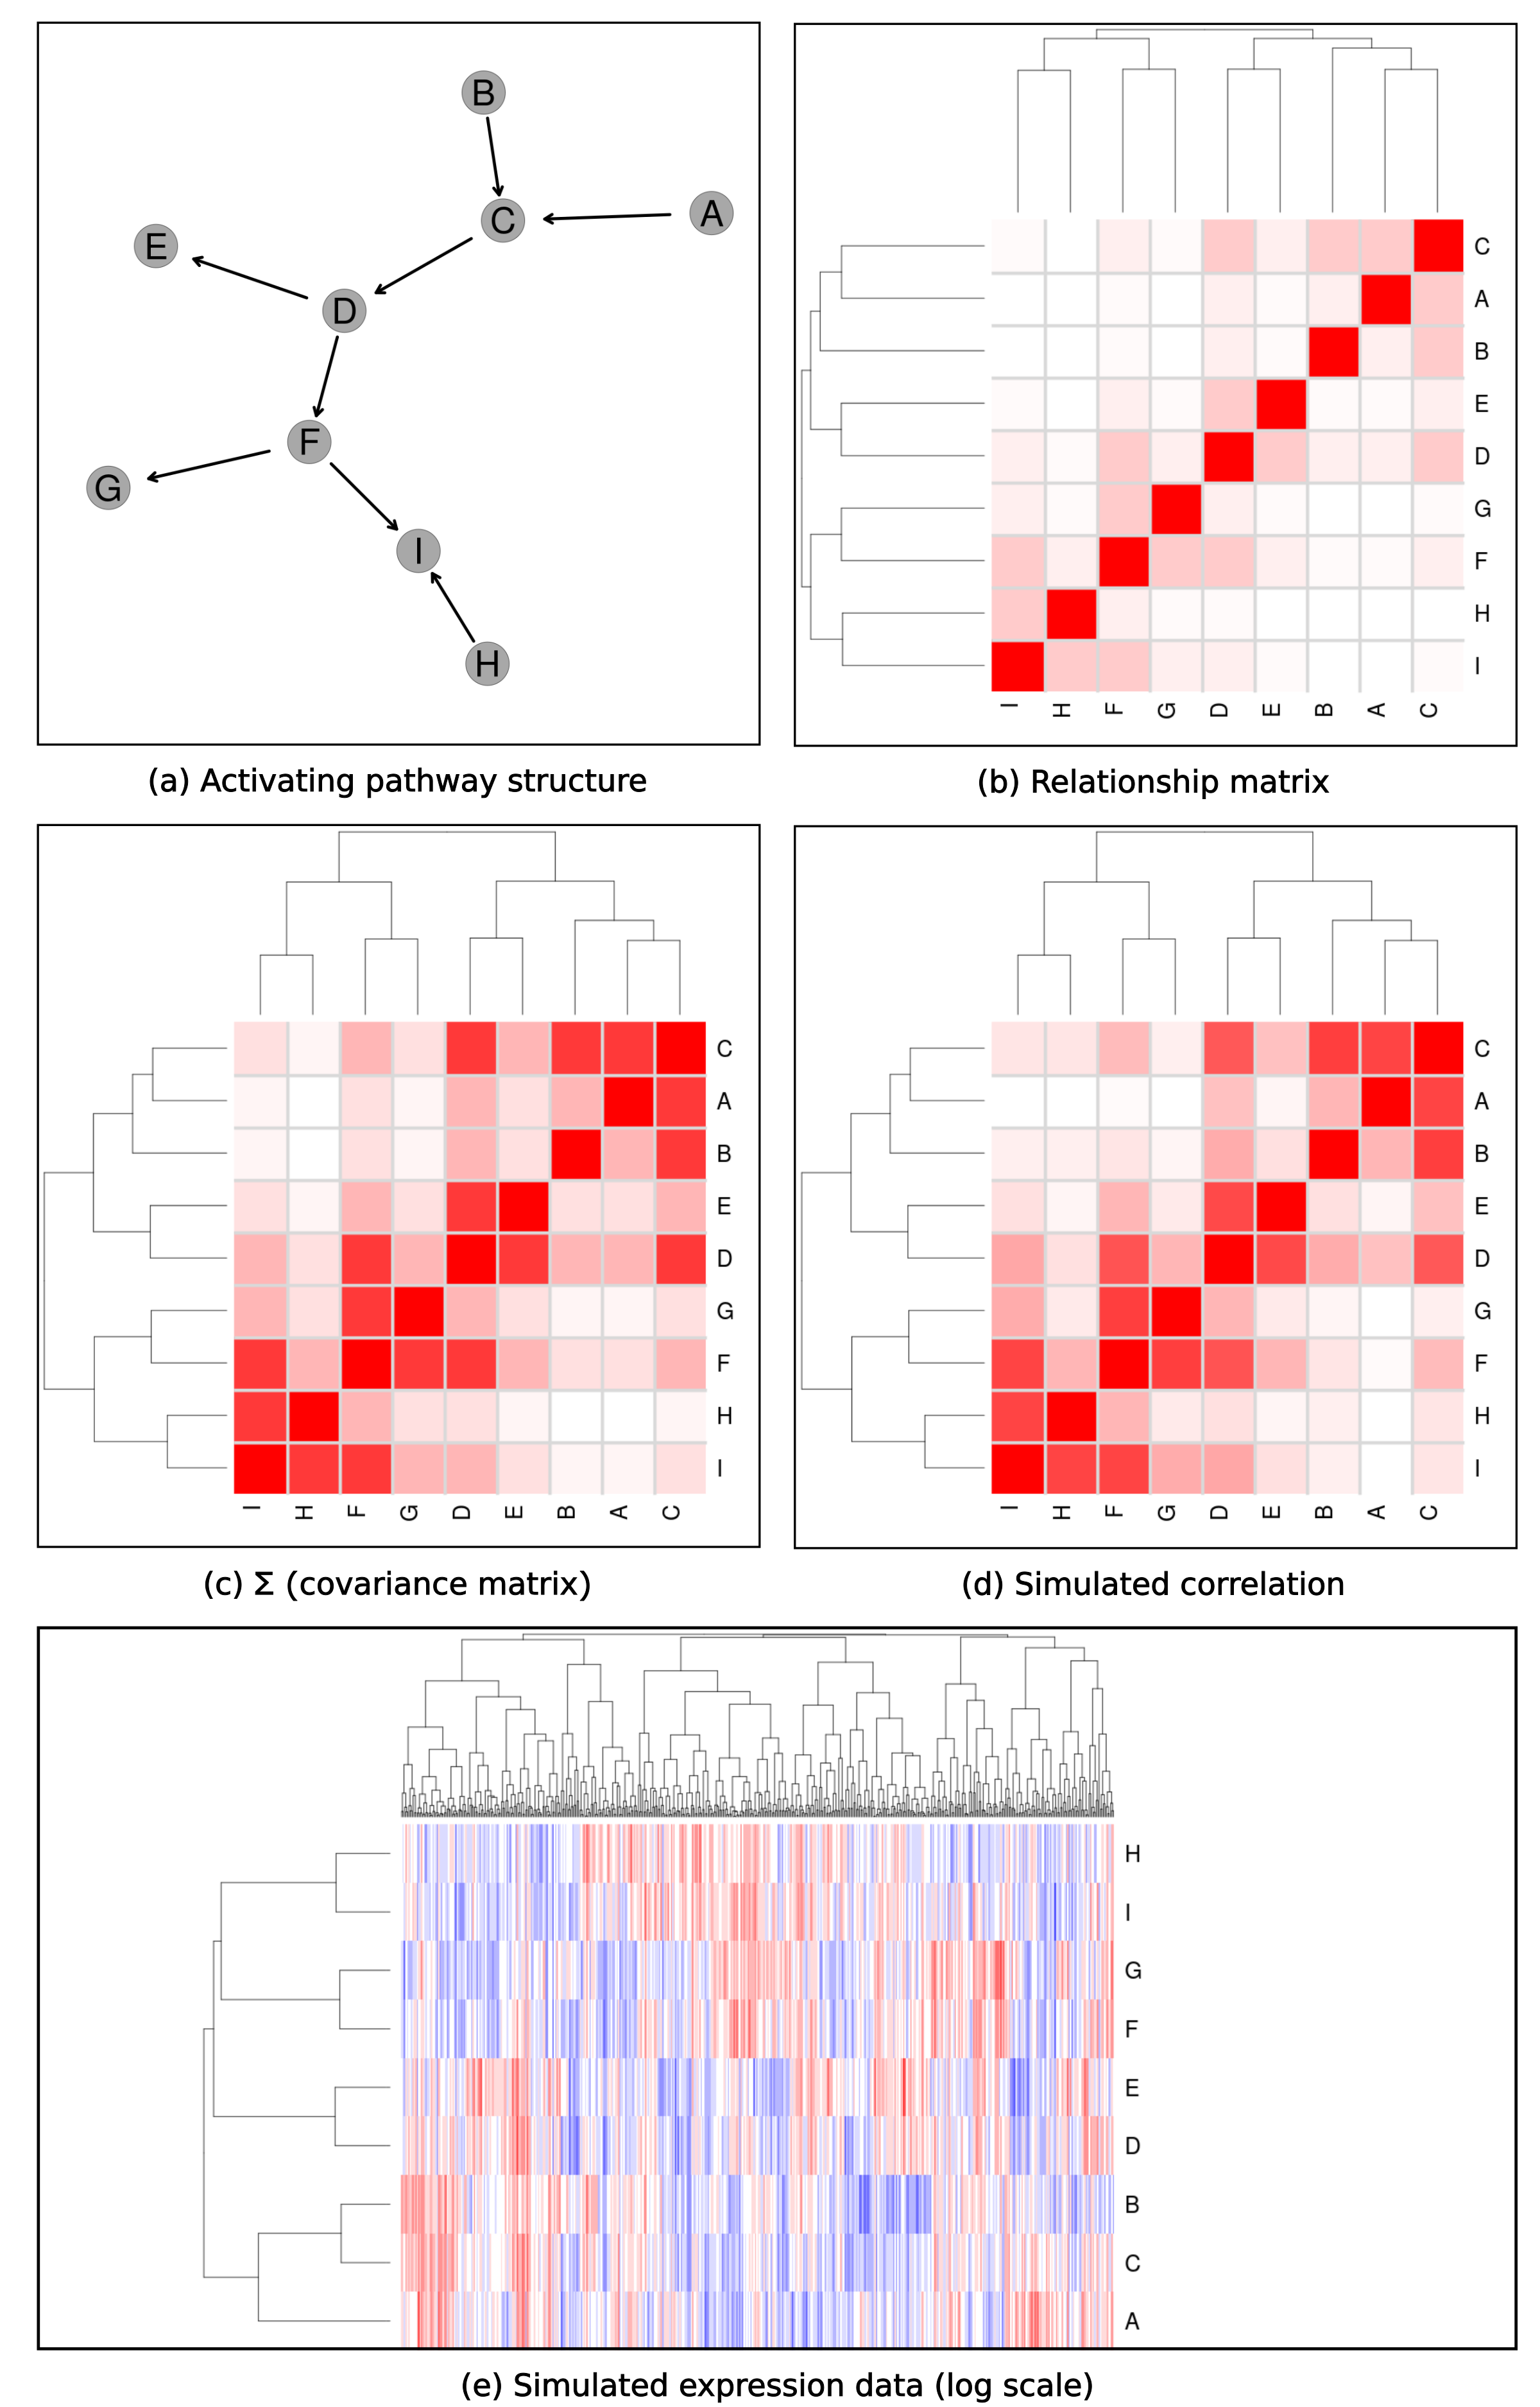 B
A
C
E
D
F
G
I
H
(a) Activating pathway structure
C
A
B
E
D
G
F
H
I
I H F G D E B A C
(b) Relationship matrix
C
A
B
E
D
G
F
H
I
I H F G D E B A C
(c) Σ (covariance matrix)
C
A
B
E
D
G
F
H
I
I H F G D E B A C
(d) Simulated correlation
H
I
G
F
E
D
B
C
A
(e) Simulated expression data (log scale)